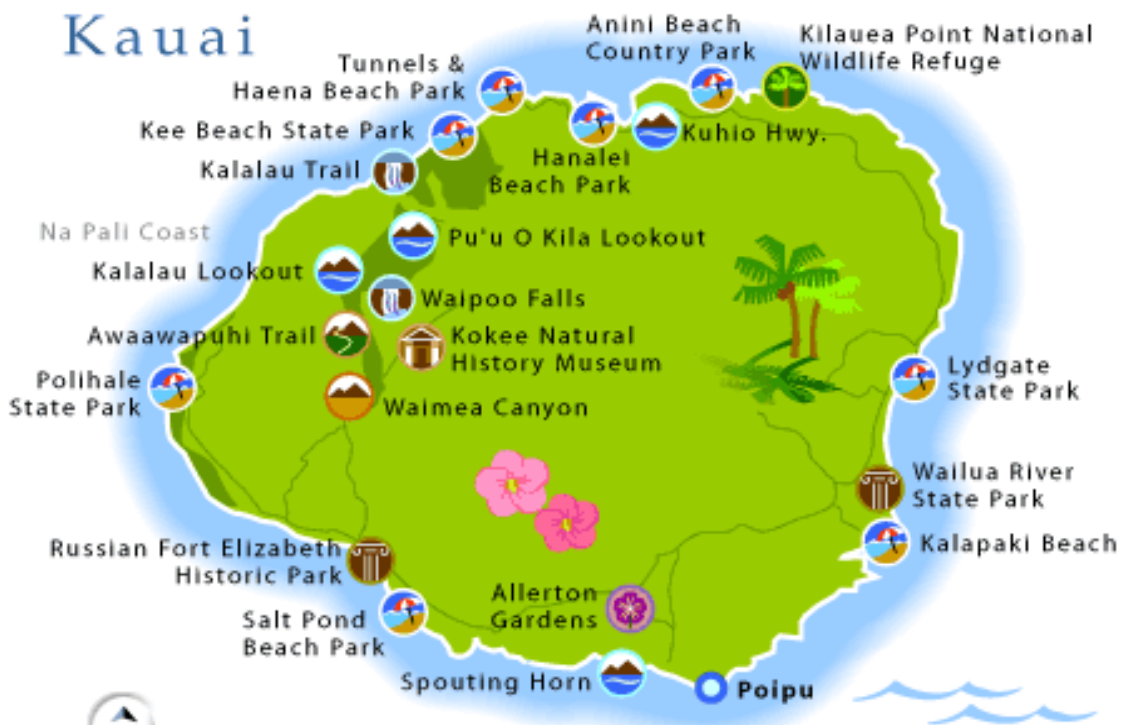 Kauai
Anini Beach
Country Park
Kilauea Point National
Wildlife Refuge
Tunnels &
Haena Beach Park
Kee Beach State Park
Kuhio Hwy.
Hanalei
Beach Park
Kalalau Trail
Na Pali Coast
Pu'u O Kila Lookout
Kalalau Lookout
Waipoo Falls
Awaawapuhi Trail
Kokee Natural
History Museum
Polihale
State Park
Lydgate
State Park
Waimea Canyon
Wailua River
State Park
Kalapaki Beach
Russian Fort Elizabeth
Historic Park
Allerton
Gardens
Salt Pond
Beach Park
Spouting Horn
Poipu